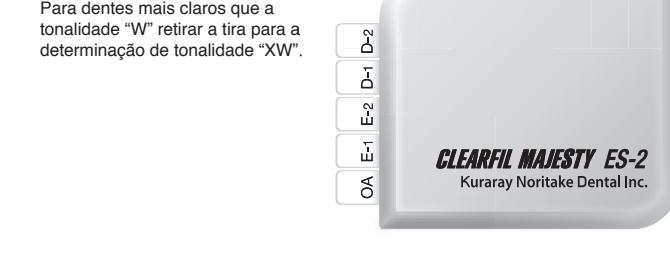 Para dentes mais claros que a
tonalidade “W” retirar a tira para a
determinação de tonalidade “XW”.
D-2
D-1
E-2
E-1
OA
CLEARFIL MAJESTY ES-2
Kuraray Noritake Dental Inc.